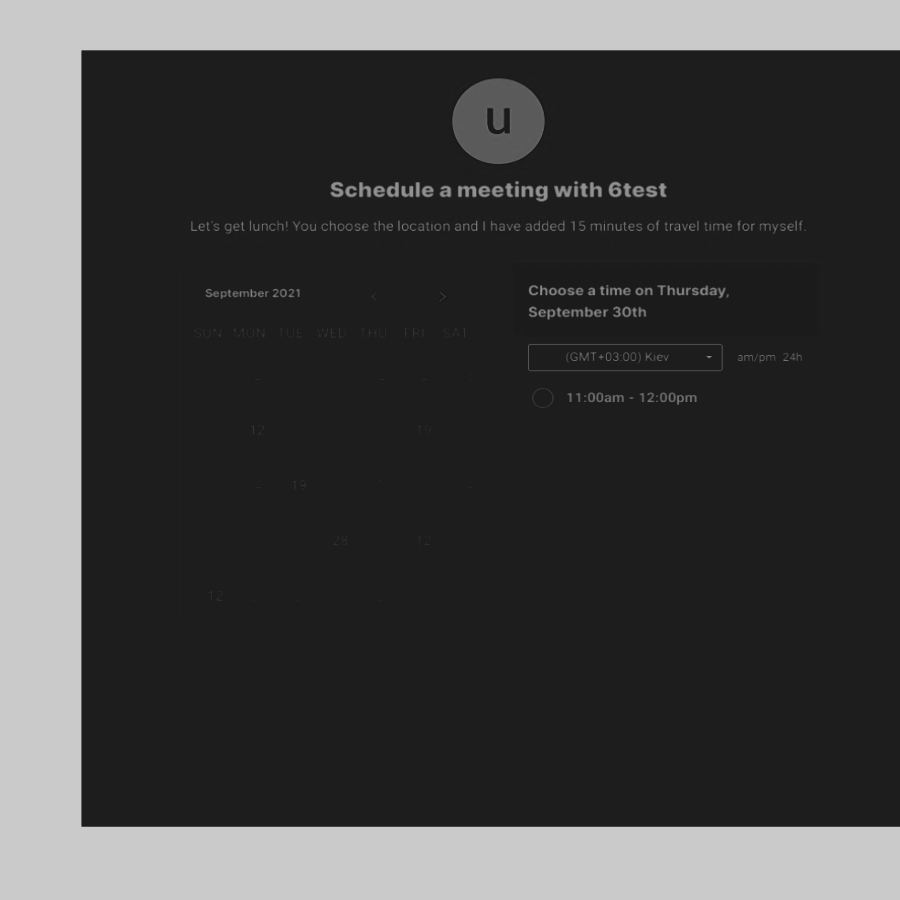 u
Schedule a meeting with 6test
Let's get lunch! You choose the location and I have added 15 minutes of travel time for myself.
September 2021
SUN MON TUE WED THU FRI SAT
12 19
19
28 12
12
Choose a time on Thursday,
September 30th
(GMT+03:00) Kiev am/pm 24h
11:00am - 12:00pm